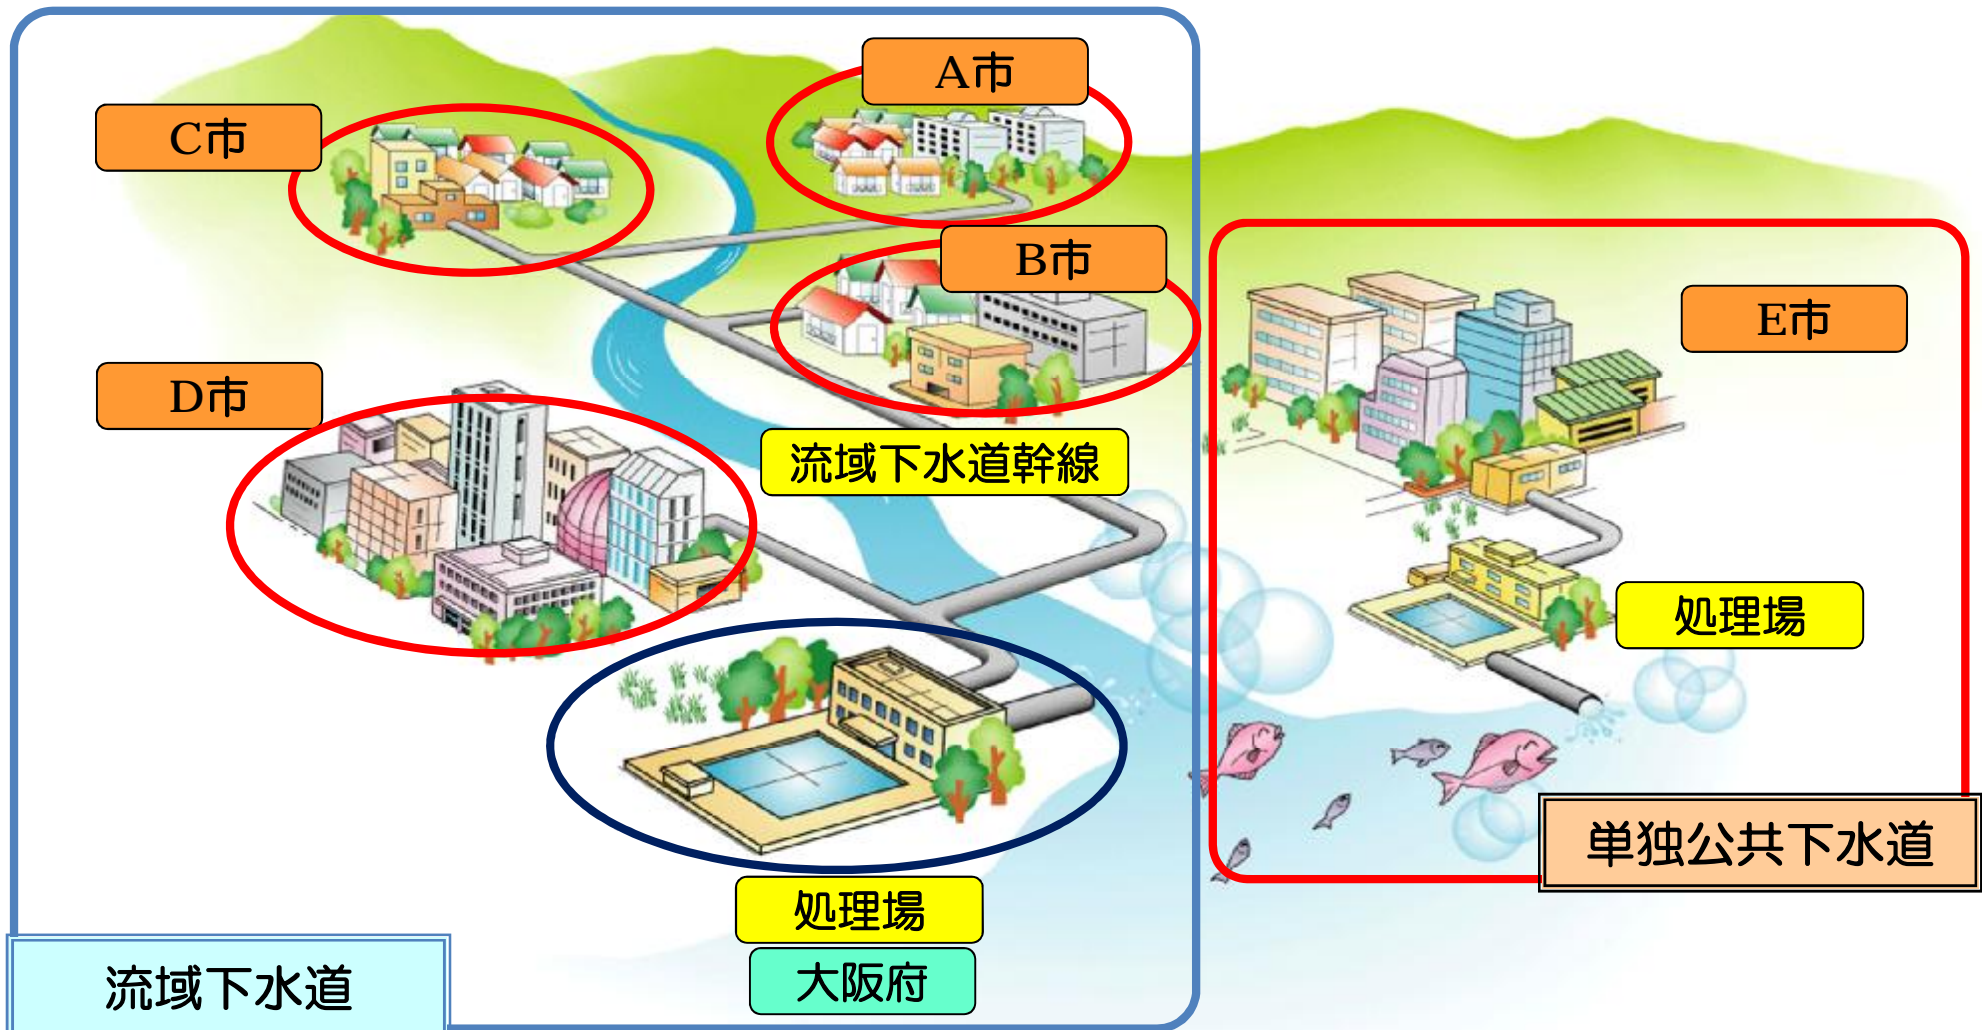 A市
C市
B市
E市
D市
流域下水道幹線
処理場
単独公共下水道
処理場
大阪府
流域下水道